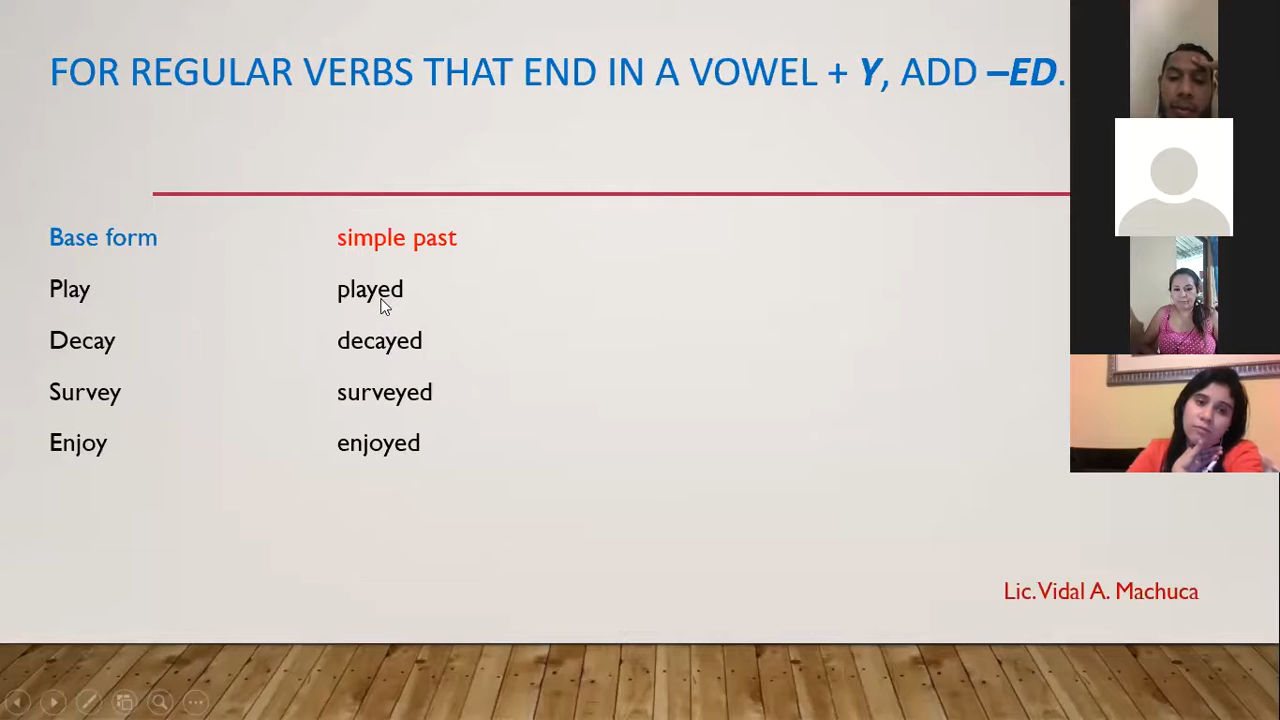 FOR REGULAR VERBS THAT END IN A VOWEL + Y, ADD –ED.
Base form simple past
Play played
Decay decayed
Survey surveyed
Enjoy enjoyed
Lic. Vidal A. Machuca